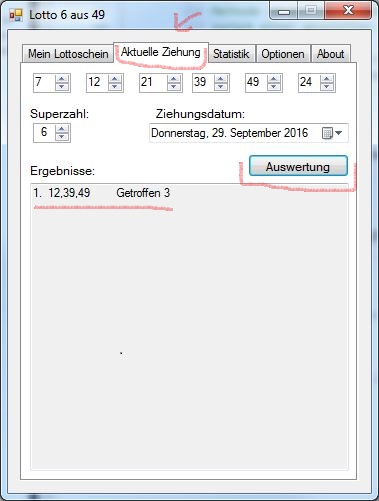 Lotto 6 aus 49
Mein Lottoschein Aktuelle Ziehung Statistik Optionen About
7 12 21 39 49 24
Superzahl: Ziehungsdatum:
6 Donnerstag, 29. September 2016
Auswertung
Ergebnisse:
1. 12,39,49 Getroffen 3